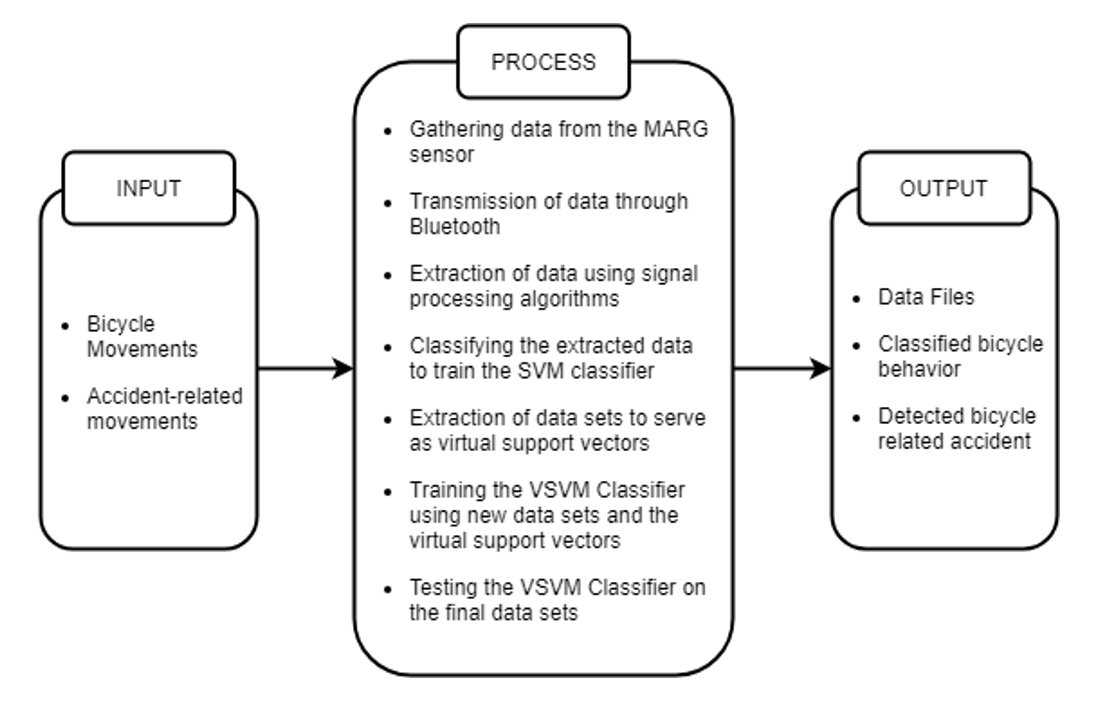 INPUT
• Bicycle
Movements
• Accident-related
movements
PROCESS
• Gathering data from the MARG
sensor
• Transmission of data through
Bluetooth
• Extraction of data using signal
processing algorithms
• Classifying the extracted data
to train the SVM classifier
• Extraction of data sets to serve
as virtual support vectors
• Training the VSVM Classifier
using new data sets and the
virtual support vectors
• Testing the VSVM Classifier on
the final data sets
OUTPUT
• Data Files
• Classified bicycle
behavior
• Detected bicycle
related accident